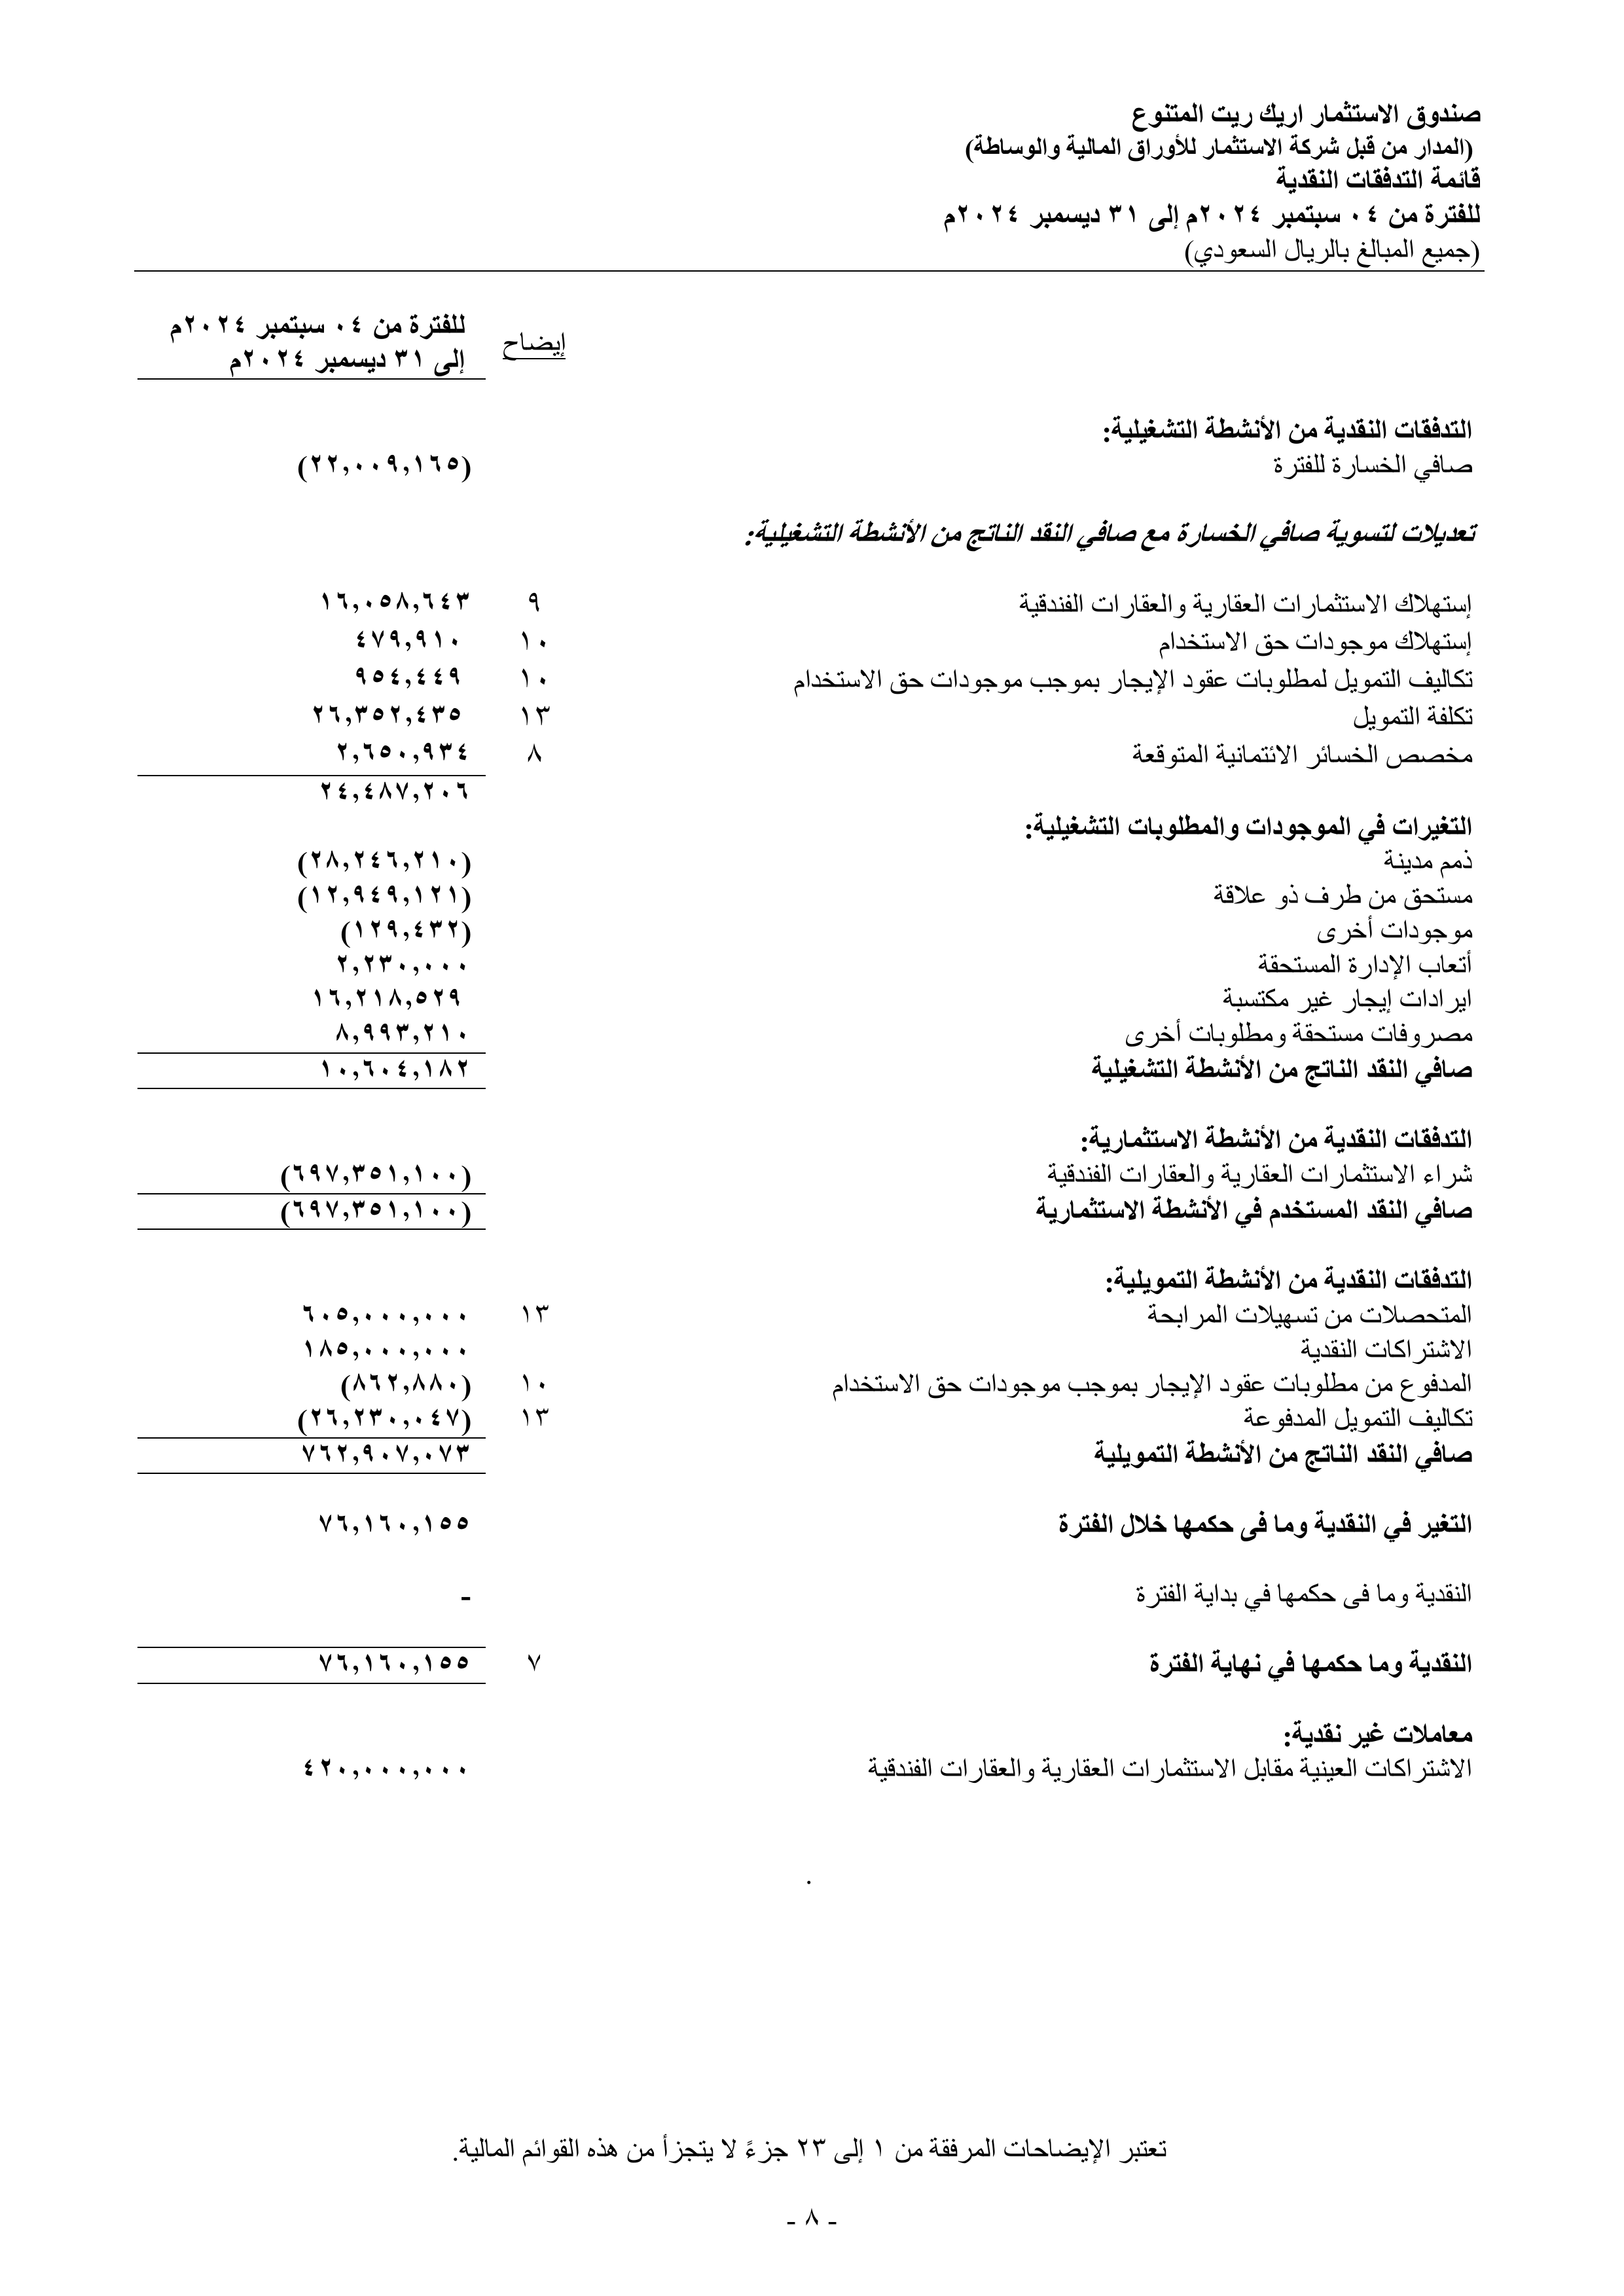 صندوق الاستثمار اريك ريت المتنوع
(المدار من قبل شركة الاستثمار للأوراق المالية والوساطة)
قائمة التدفقات النقدية
للفترة من ٠٤ سبتمبر ٢٠٢٤م إلى ٣١ ديسمبر ٢٠٢٤م
(جميع المبالغ بالريال السعودي)
إيضاح للفترة من ٠٤ سبتمبر ٢٠٢٤م
إلى ٣١ ديسمبر ٢٠٢٤م
التدفقات النقدية من الأنشطة التشغيلية:
صافي الخسارة للفترة (٢٢,٠٠٩,١٦٥)
تعديلات لتسوية صافي الخسارة مع صافي النقد الناتج من الأنشطة التشغيلية:
إستهلاك الاستثمارات العقارية والعقارات الفندقية ٩ ١٦,٠٥٨,٦٤٣
إستهلاك موجودات حق الاستخدام ١٠ ٤٧٩,٩١٠
تكاليف التمويل لمطلوبات عقود الإيجار بموجب موجودات حق الاستخدام ١٠ ٩٥٤,٤٤٩
تكلفة التمويل ١٣ ٢٦,٣٥٢,٤٣٥
مخصص الخسائر الائتمانية المتوقعة ٨ ٢,٦٥٠,٩٣٤
٢٤,٤٨٧,٢٠٦
التغيرات في الموجودات والمطلوبات التشغيلية:
ذمم مدينة (٢٨,٢٤٦,٢١٠)
مستحق من طرف ذو علاقة (١٢,٩٤٩,١٢١)
موجودات أخرى (١٢٩,٤٣٢)
أتعاب الإدارة المستحقة ٢,٢٣٠,٠٠٠
ايرادات إيجار غير مكتسبة ١٦,٢١٨,٥٢٩
مصروفات مستحقة ومطلوبات أخرى ٨,٩٩٣,٢١٠
صافي النقد الناتج من الأنشطة التشغيلية ١٠,٦٠٤,١٨٢
التدفقات النقدية من الأنشطة الاستثمارية:
شراء الاستثمارات العقارية والعقارات الفندقية (٦٩٧,٣٥١,١٠٠)
صافي النقد المستخدم في الأنشطة الاستثمارية (٦٩٧,٣٥١,١٠٠)
التدفقات النقدية من الأنشطة التمويلية:
المتحصلات من تسهيلات المرابحة ١٣ ٦٠٥,٠٠٠,٠٠٠
الاشتراكات النقدية ١٨٥,٠٠٠,٠٠٠
المدفوع من مطلوبات عقود الإيجار بموجب موجودات حق الاستخدام ١٠ (٨٦٢,٨٨٠)
تكاليف التمويل المدفوعة ١٣ (٢٦,٢٣٠,٠٤٧)
صافي النقد الناتج من الأنشطة التمويلية ٧٦٢,٩٠٧,٠٧٣
التغير في النقدية وما فى حكمها خلال الفترة ٧٦,١٦٠,١٥٥
النقدية وما فى حكمها في بداية الفترة -
النقدية وما حكمها في نهاية الفترة ٧ ٧٦,١٦٠,١٥٥
معاملات غير نقدية:
الاشتراكات العينية مقابل الاستثمارات العقارية والعقارات الفندقية ٤٢٠,٠٠٠,٠٠٠
.
تعتبر الإيضاحات المرفقة من ١ إلى ٢٣ جزءً لا يتجزأ من هذه القوائم المالية.
- ٨ -